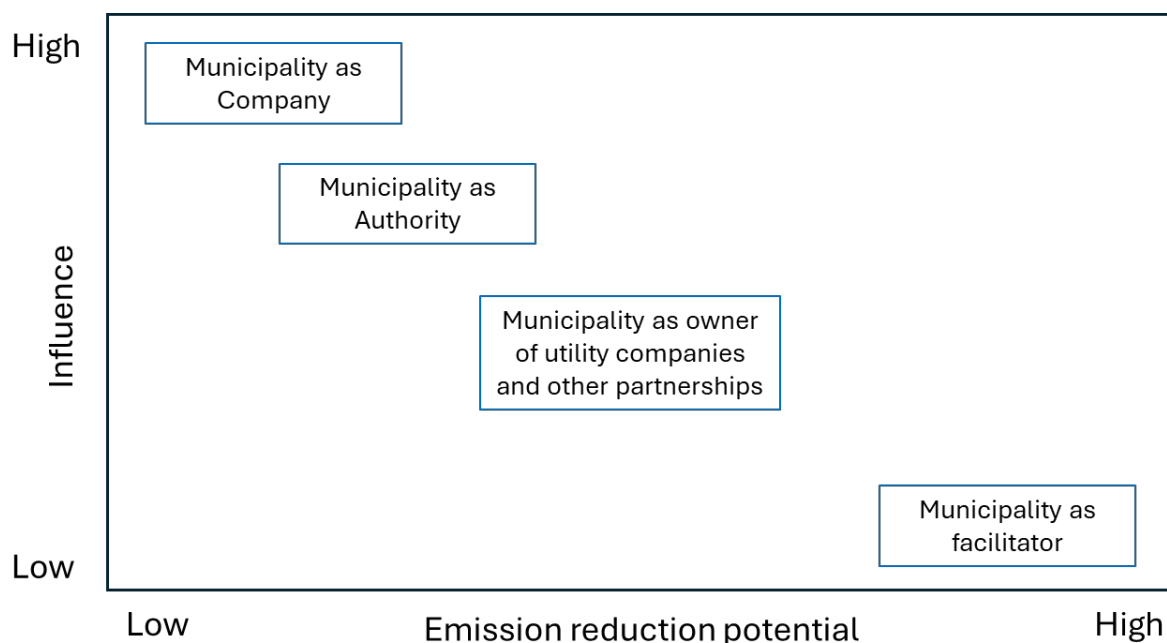 High
Municipality as
Company
Municipality as
Authority
Influence
Municipality as owner
of utility companies
and other partnerships
Municipality as
facilitator
Low
Low
Emission reduction potential
High